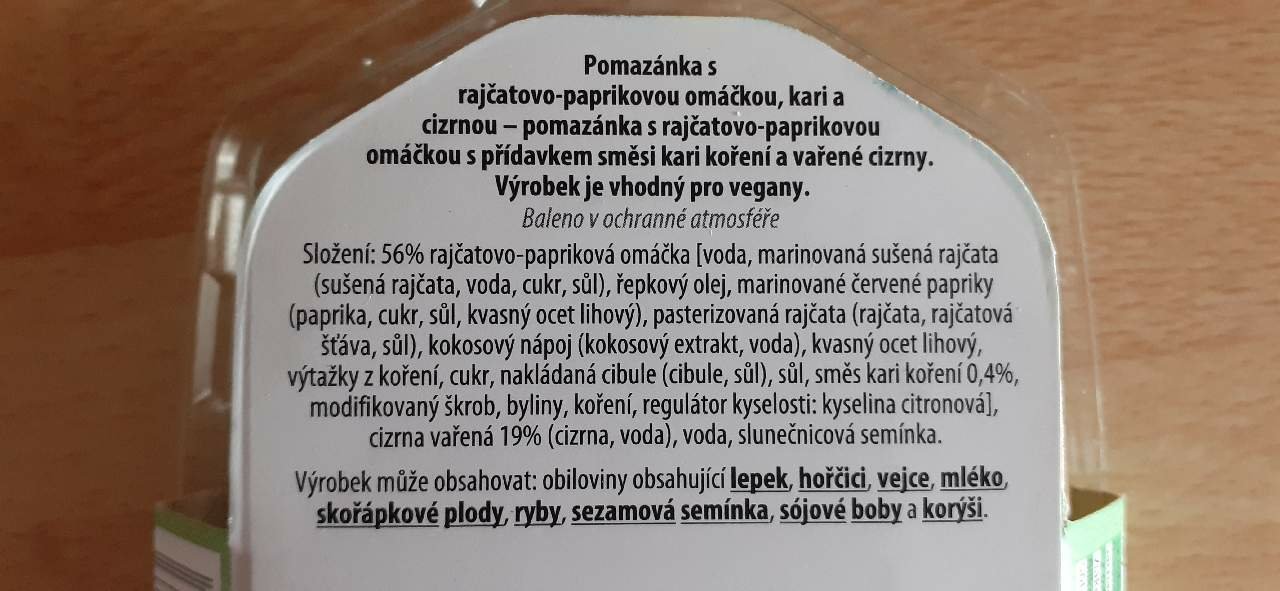 Pomazánka s
rajčatovo-paprikovou omáčkou, kari a
cizrnou – pomazánka s rajčatovo-paprikovou
omáčkou s přídavkem směsi kari koření a vařené cizrny.
Výrobek je vhodný pro vegany.
Baleno v ochranné atmosféře
Složení: 56% rajčatovo-papriková omáčka [voda, marinovaná sušená rajčata
(sušená rajčata, voda, cukr, sůl), řepkový olej, marinované červené papriky
(paprika, cukr, sůl, kvasný ocet lihový), pasterizovaná rajčata (rajčata, rajčatová
šťáva, sůl), kokosový nápoj (kokosový extrakt, voda), kvasný ocet lihový,
výtažky z koření, cukr, nakládaná cibule (cibule, sůl), sůl, směs kari koření 0,4%,
modifikovaný škrob, byliny, koření, regulátor kyselosti: kyselina citronová],
cizrna vařená 19% (cizrna, voda), voda, slunečnicová semínka.
Výrobek může obsahovat: obiloviny obsahující lepek, hořčici, vejce, mléko,
skořápkové plody, ryby, sezamová semínka, sójové boby a korýši.